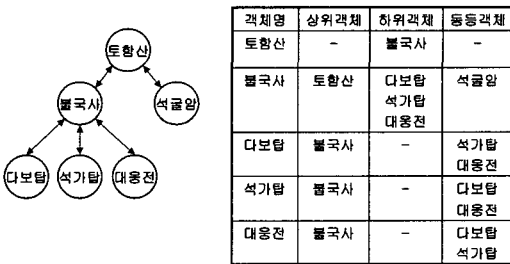 토함산
불국사
석굴암
다보탑 석가탑 대웅전
객체명 상위객체 하위객체 동등객체
토함산 - 불국사 -
불국사 토함산 다보탑 석굴암
석가탑
대웅전
다보탑 불국사 - 석가탑
대웅전
석가탑 불국사 - 다보탑
대웅전
대웅전 불국사 - 다보탑
석가탑